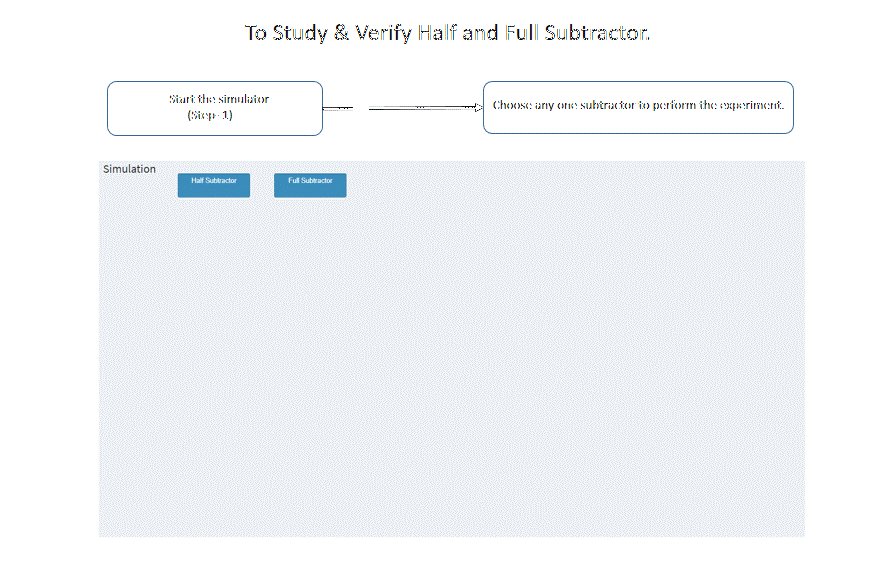 To Study & Verify Half and Full Subtractor.
Start the simulator
(Step- 1)
Choose any one subtractor to perform the experiment.
Simulation
Half Subtractor
Full Subtractor